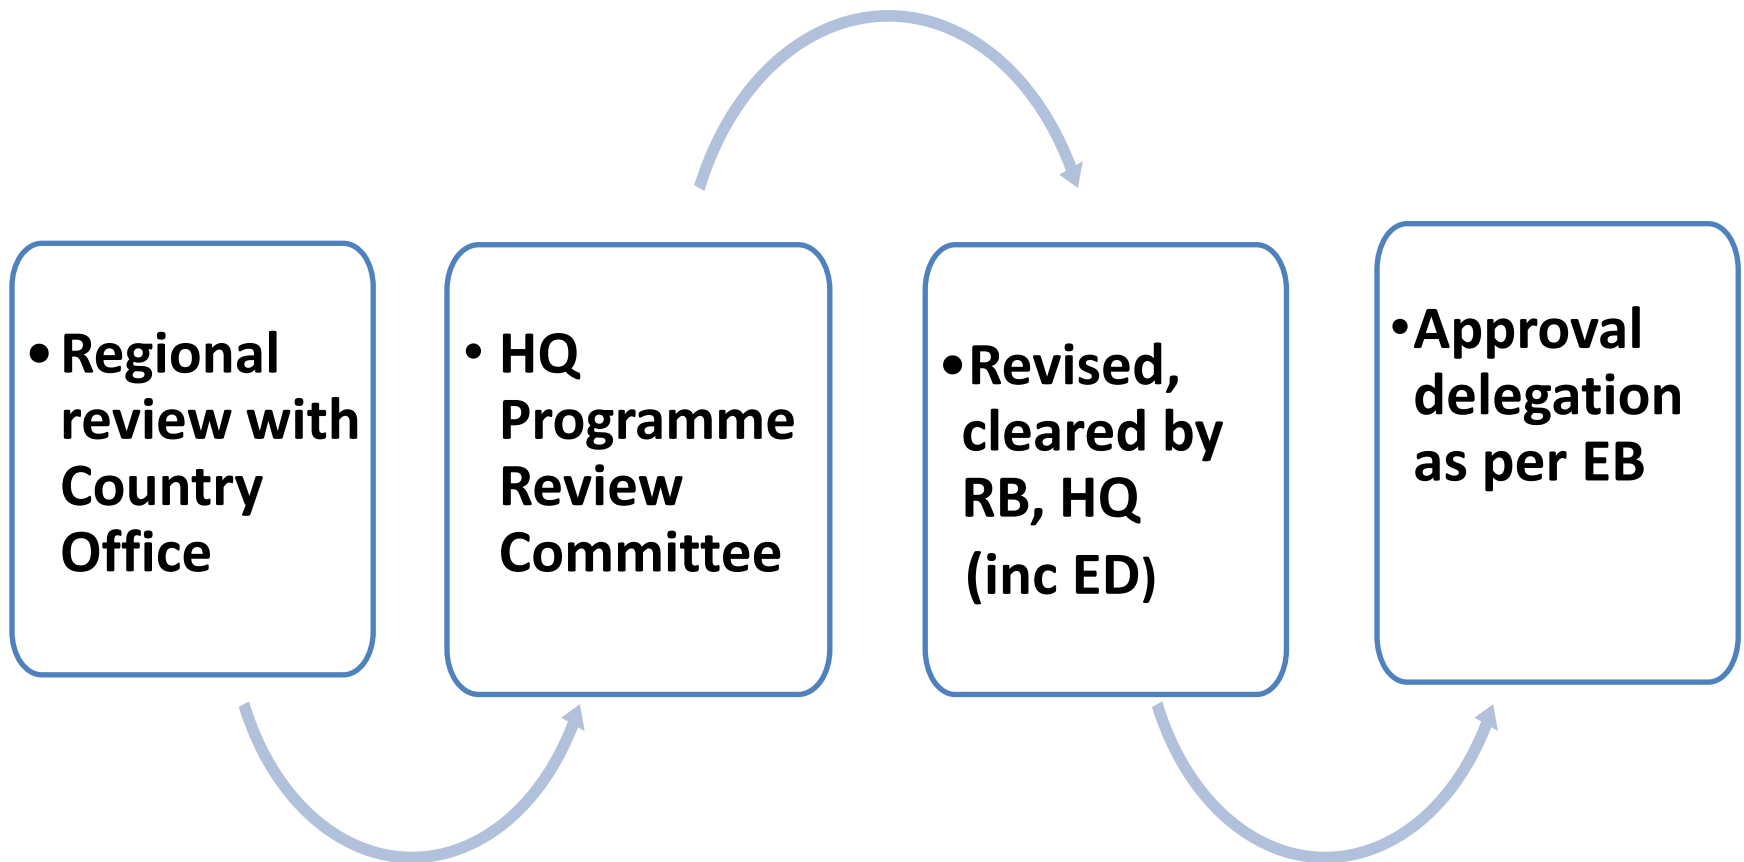 • Regional
review with
Country
Office
• HQ
Programme
Review
Committee
•Revised,
cleared by
RB, HQ
(inc ED)
•Approval
delegation
as per EB